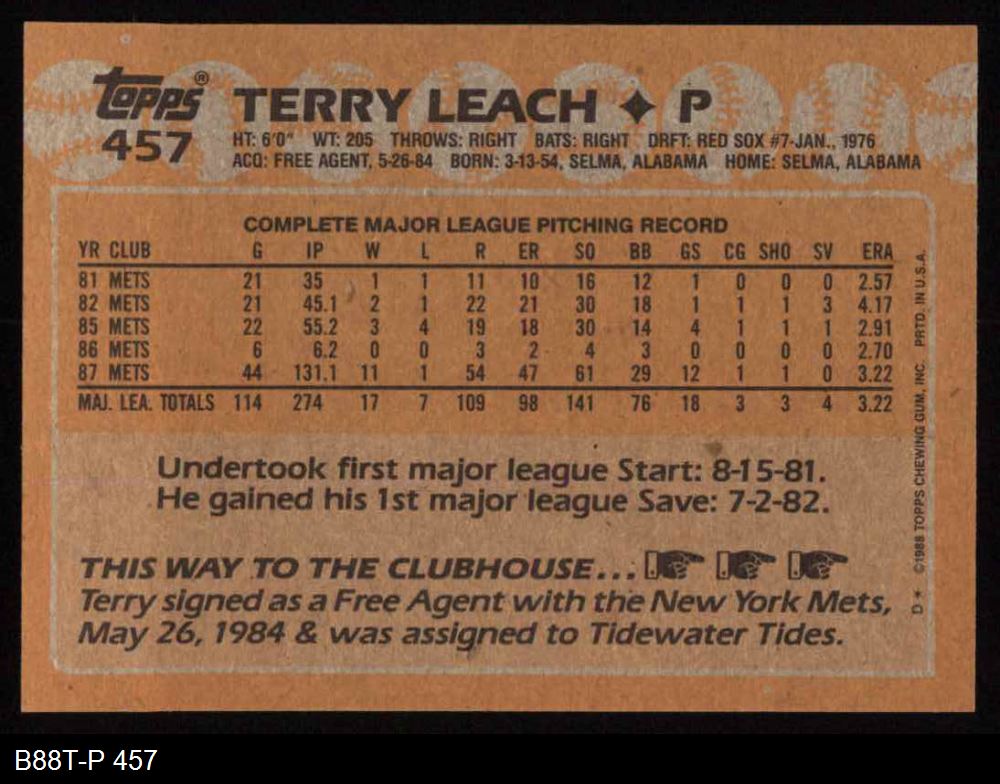 topps® TERRY LEACH ✦ P
457
HT: 6'0" WT: 205 THROWS: RIGHT BATS: RIGHT DRFT: RED SOX #7-JAN., 1976
ACQ: FREE AGENT, 5-26-84 BORN: 3-13-54, SELMA, ALABAMA HOME: SELMA, ALABAMA
COMPLETE MAJOR LEAGUE PITCHING RECORD
YR CLUB G IP W L R ER SO BB GS CG SHO SV ERA
81 METS 21 35 1 1 11 10 16 12 1 0 0 0 2.57
82 METS 21 45.1 2 1 22 21 30 18 1 1 1 3 4.17
85 METS 22 55.2 3 4 19 18 30 14 4 1 1 1 2.91
86 METS 6 6.2 0 0 3 2 4 3 0 0 0 0 2.70
87 METS 44 131.1 11 1 54 47 61 29 12 1 1 0 3.22
MAJ. LEA. TOTALS 114 274 17 7 109 98 141 76 18 3 3 4 3.22
Undertook first major league Start: 8-15-81.
He gained his 1st major league Save: 7-2-82.
THIS WAY TO THE CLUBHOUSE...
Terry signed as a Free Agent with the New York Mets,
May 26, 1984 & was assigned to Tidewater Tides.
D* ©1988 TOPPS CHEWING GUM, INC. PRTD. IN U.S.A.
B88T-P 457